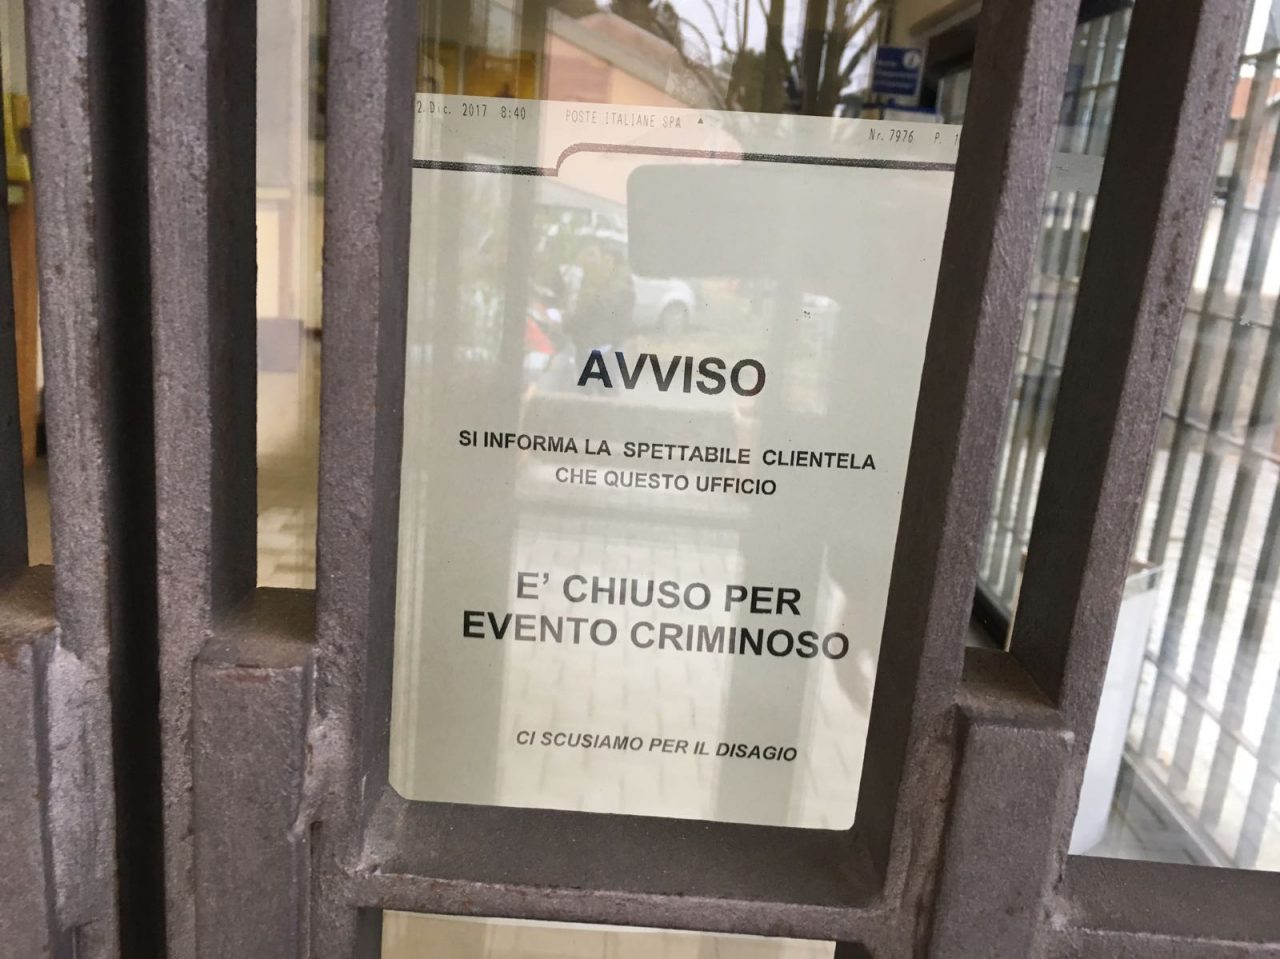 2. Dic. 2017 8:40 POSTE ITALIANE SPA Nr. 7976 P. 1
AVVISO
SI INFORMA LA SPETTABILE CLIENTELA
CHE QUESTO UFFICIO
E' CHIUSO PER
EVENTO CRIMINOSO
CI SCUSIAMO PER IL DISAGIO